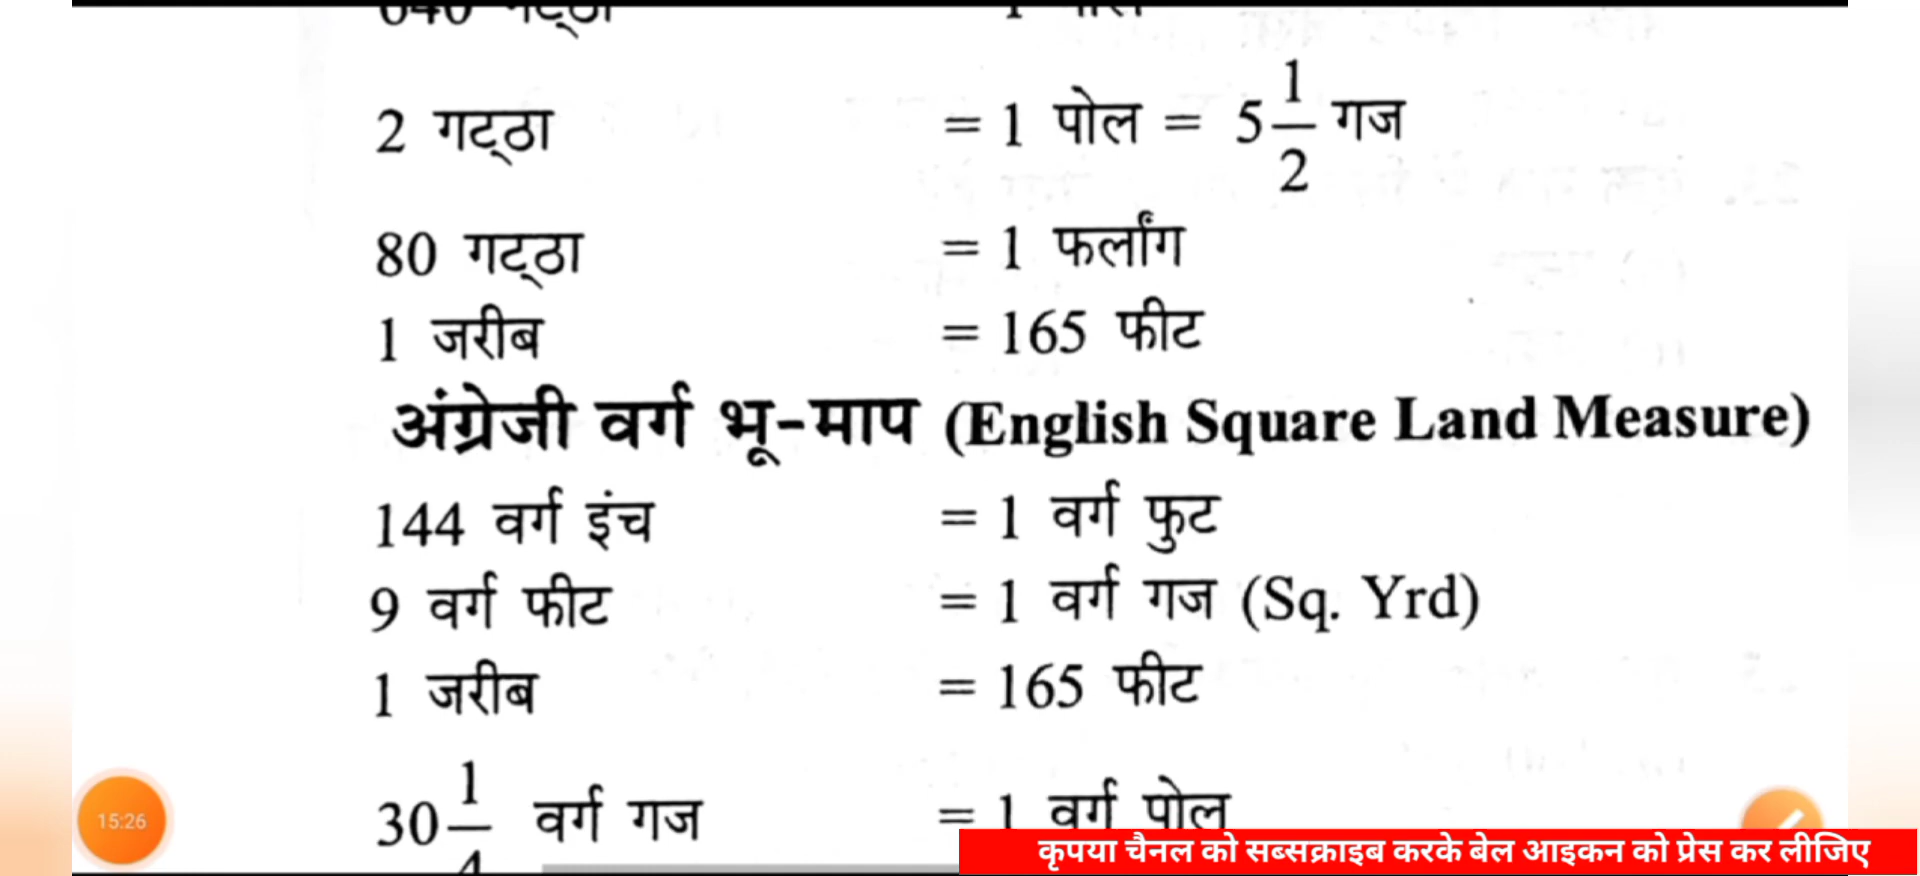 2 गट्ठा = 1 पोल = 5 1/2 गज
80 गट्ठा = 1 फर्लांग
1 जरीब = 165 फीट
अंग्रेजी वर्ग भू-माप (English Square Land Measure)
144 वर्ग इंच = 1 वर्ग फुट
9 वर्ग फीट = 1 वर्ग गज (Sq. Yrd)
1 जरीब = 165 फीट
30 1/4 वर्ग गज = 1 वर्ग पोल
15:26
कृपया चैनल को सब्सक्राइब करके बेल आइकन को प्रेस कर लीजिए